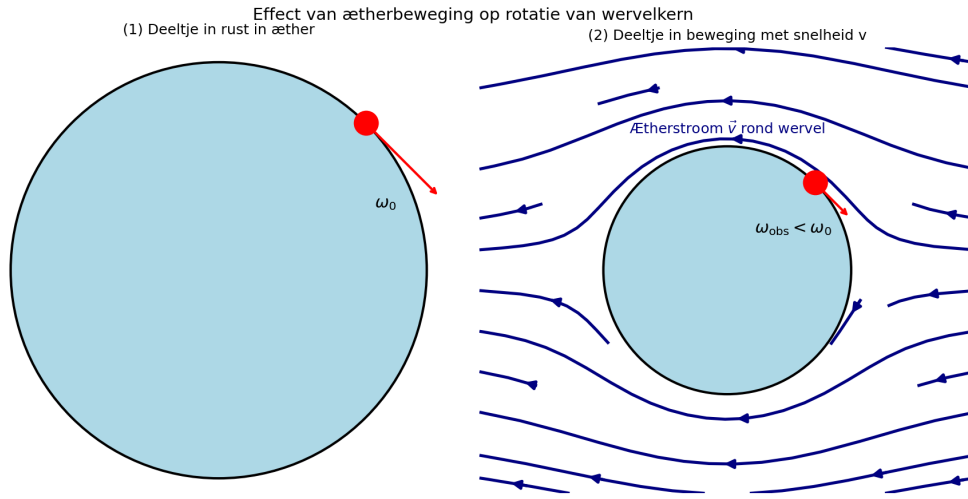 Effect van ætherbeweging op rotatie van wervelkern
(1) Deeltje in rust in æther
ω₀
(2) Deeltje in beweging met snelheid v
Ætherstroom v⃗ rond wervel
ω_obs < ω₀